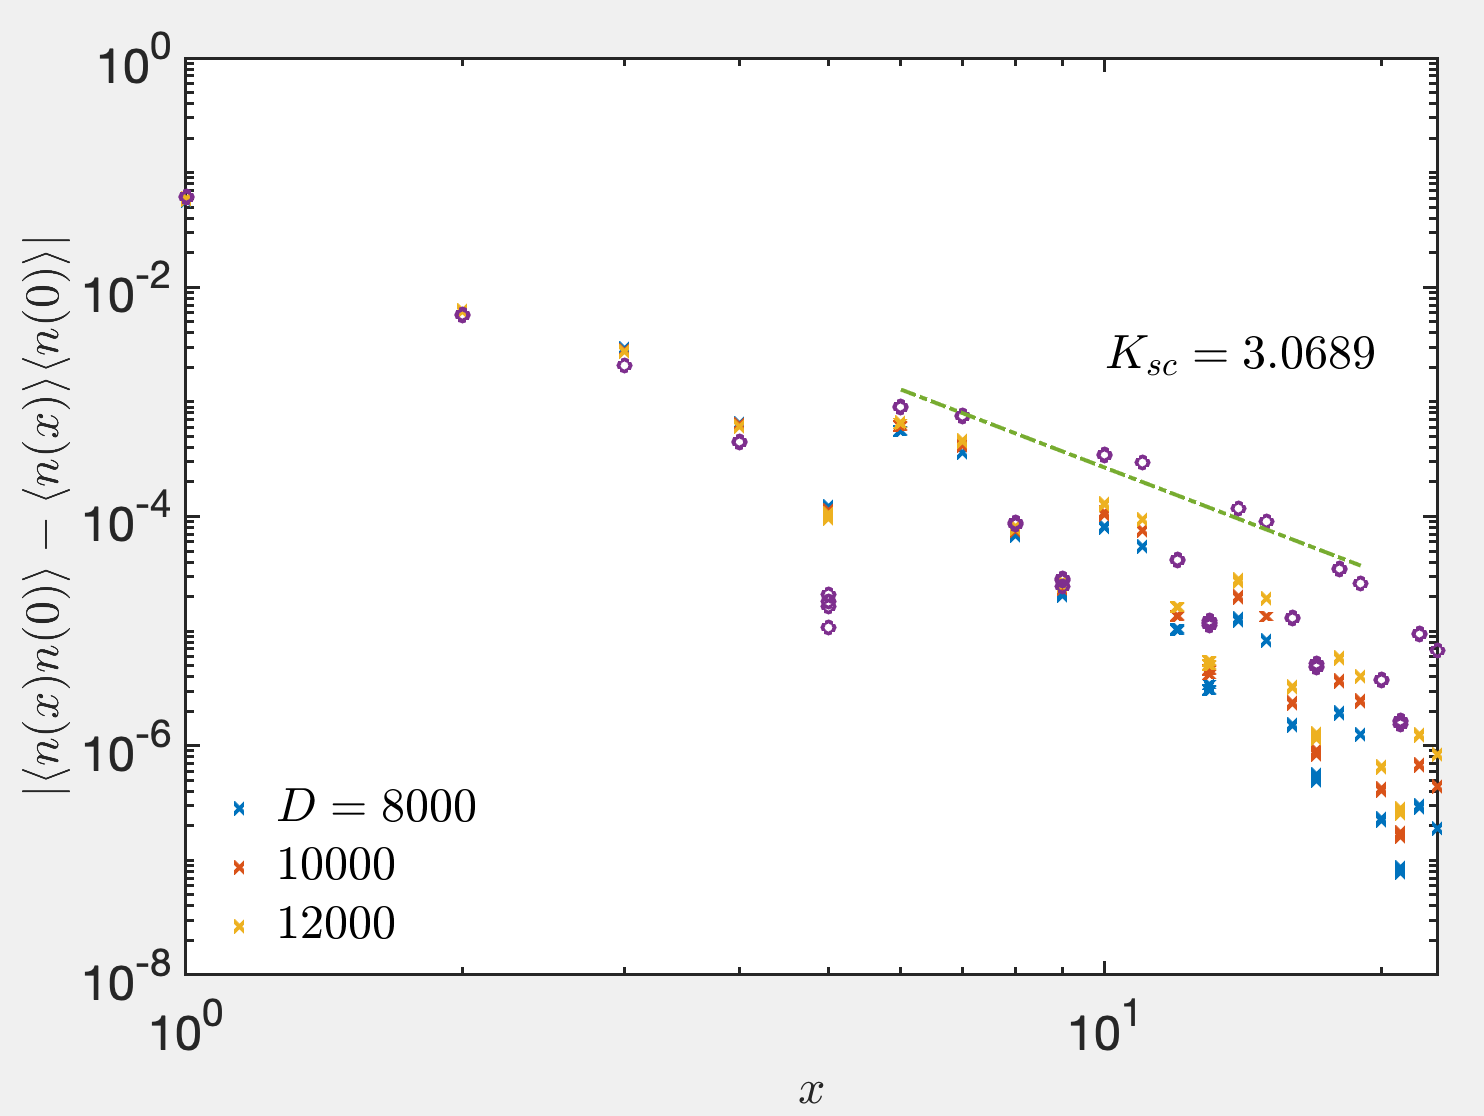 10^0
10^-2
10^-4
10^-6
10^-8
|⟨n(x)n(0)⟩ − ⟨n(x)⟩⟨n(0)⟩|
K_sc = 3.0689
D = 8000
10000
12000
10^0
10^1
x